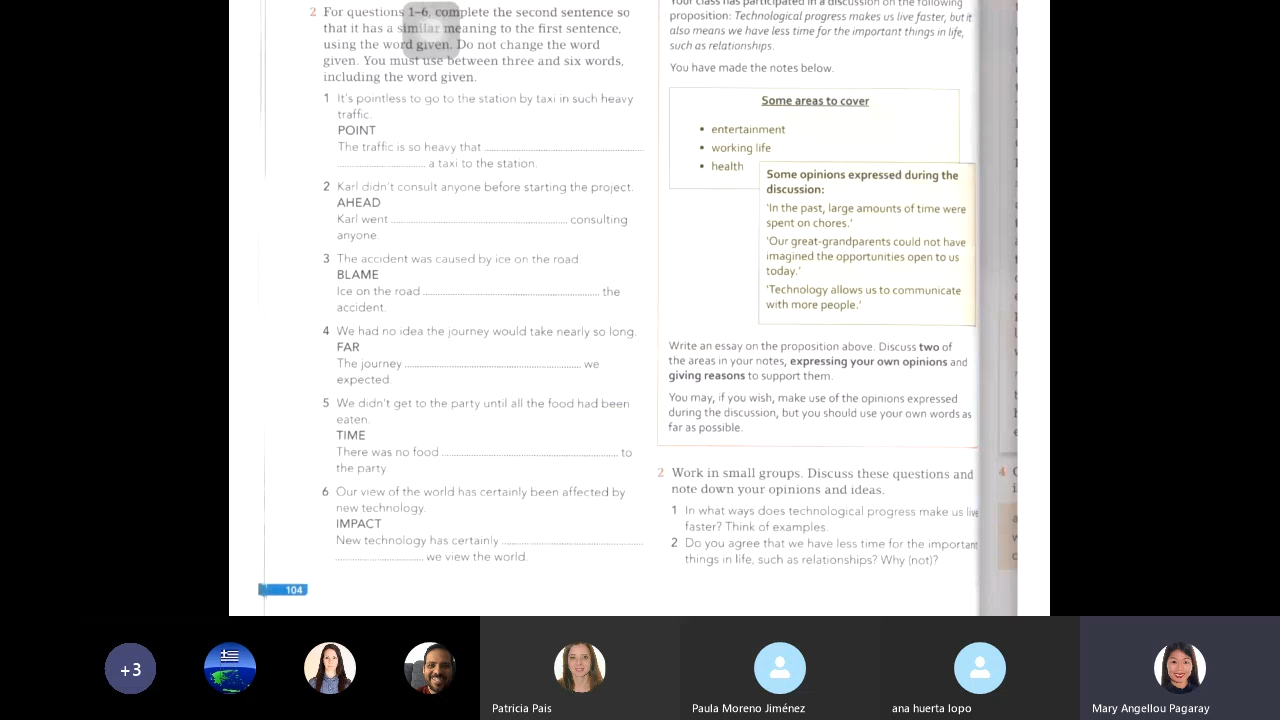 2 For questions 1–6, complete the second sentence so
that it has a similar meaning to the first sentence,
using the word given. Do not change the word
given. You must use between three and six words,
including the word given.
1 It's pointless to go to the station by taxi in such heavy
traffic.
POINT
The traffic is so heavy that
a taxi to the station.
2 Karl didn't consult anyone before starting the project.
AHEAD
Karl went consulting
anyone.
3 The accident was caused by ice on the road
BLAME
Ice on the road the
accident.
4 We had no idea the journey would take nearly so long.
FAR
The journey we
expected.
5 We didn't get to the party until all the food had been
eaten.
TIME
There was no food to
the party.
6 Our view of the world has certainly been affected by
new technology.
IMPACT
New technology has certainly
we view the world.
104
Your class has participated in a discussion on the following
proposition: Technological progress makes us live faster, but it
also means we have less time for the important things in life,
such as relationships.
You have made the notes below.
Some areas to cover
• entertainment
• working life
• health
Some opinions expressed during the
discussion:
'In the past, large amounts of time were
spent on chores.'
'Our great-grandparents could not have
imagined the opportunities open to us
today.'
'Technology allows us to communicate
with more people.'
Write an essay on the proposition above. Discuss two of
the areas in your notes, expressing your own opinions and
giving reasons to support them.
You may, if you wish, make use of the opinions expressed
during the discussion, but you should use your own words as
far as possible.
2 Work in small groups. Discuss these questions and
note down your opinions and ideas.
1 In what ways does technological progress make us live
faster? Think of examples.
2 Do you agree that we have less time for the important
things in life, such as relationships? Why (not)?
4
+3
Patricia Pais
Paula Moreno Jiménez
ana huerta lopo
Mary Angellou Pagaray